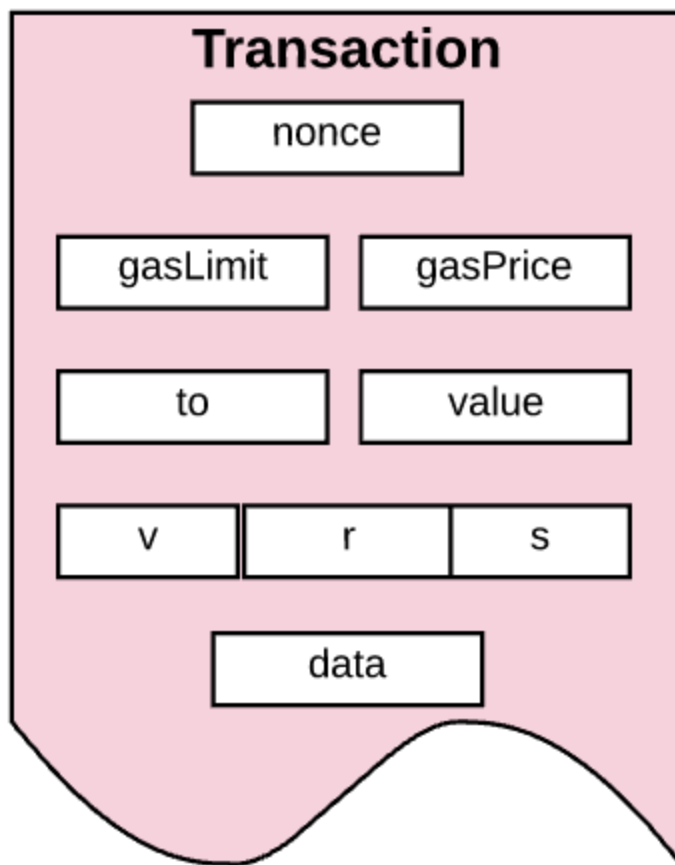 Transaction
nonce
gasLimit gasPrice
to value
v r s
data